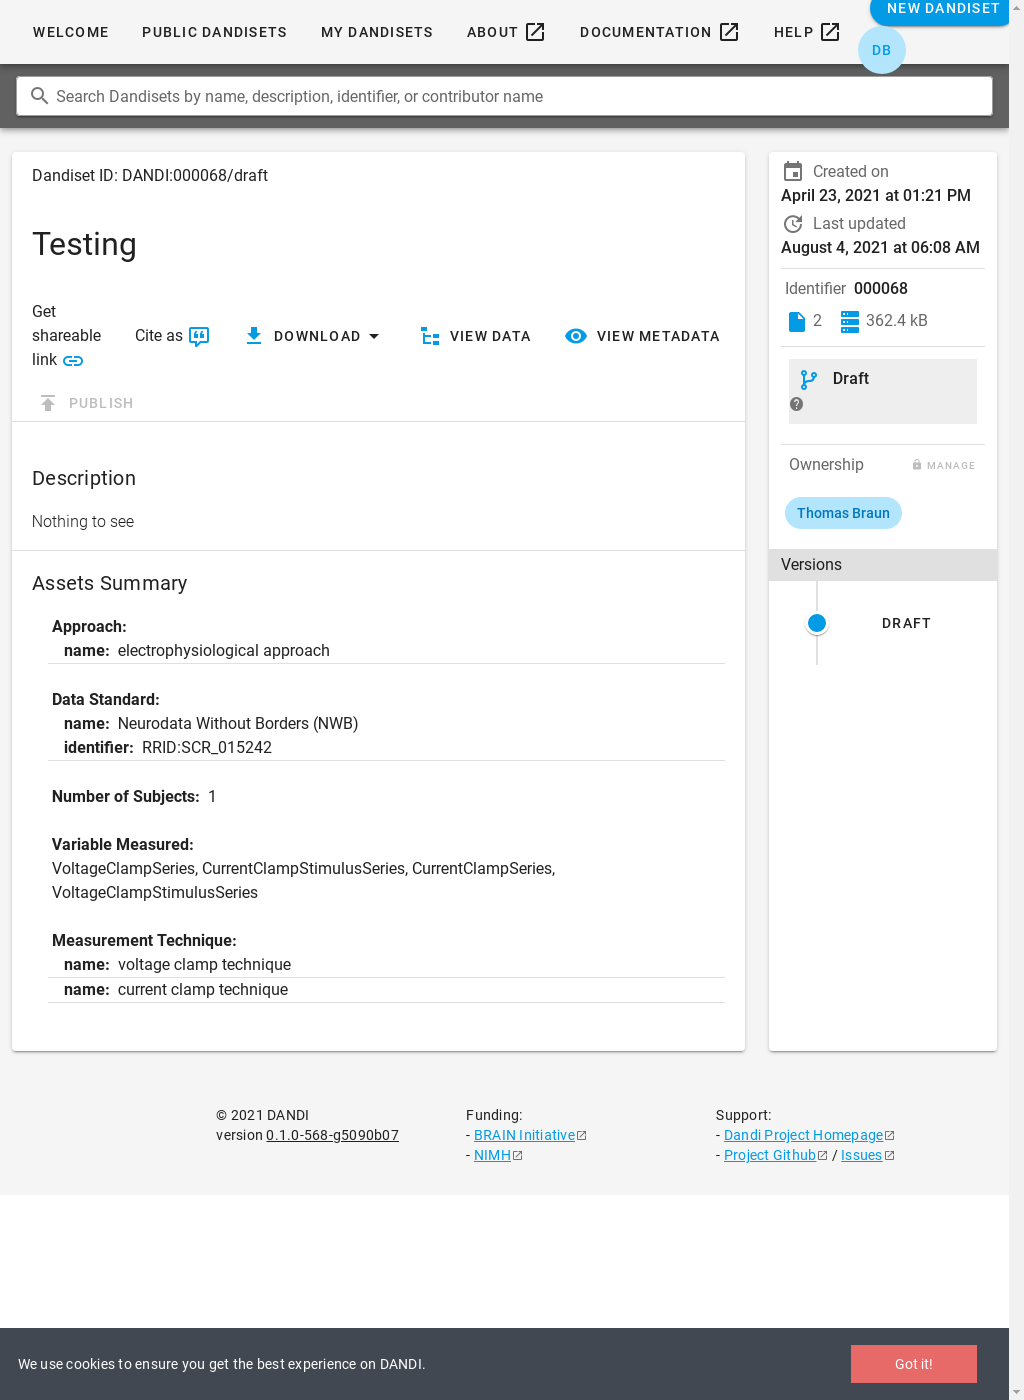 WELCOME PUBLIC DANDISETS MY DANDISETS ABOUT DOCUMENTATION HELP NEW DANDISET
DB
Search Dandisets by name, description, identifier, or contributor name
Dandiset ID: DANDI:000068/draft
Testing
Get
shareable
link
Cite as
DOWNLOAD
VIEW DATA
VIEW METADATA
PUBLISH
Description
Nothing to see
Assets Summary
Approach:
name: electrophysiological approach
Data Standard:
name: Neurodata Without Borders (NWB)
identifier: RRID:SCR_015242
Number of Subjects: 1
Variable Measured:
VoltageClampSeries, CurrentClampStimulusSeries, CurrentClampSeries,
VoltageClampStimulusSeries
Measurement Technique:
name: voltage clamp technique
name: current clamp technique
Created on
April 23, 2021 at 01:21 PM
Last updated
August 4, 2021 at 06:08 AM
Identifier 000068
2 362.4 kB
Draft
Ownership MANAGE
Thomas Braun
Versions
DRAFT
© 2021 DANDI
version 0.1.0-568-g5090b07
Funding:
- BRAIN Initiative
- NIMH
Support:
- Dandi Project Homepage
- Project Github / Issues
We use cookies to ensure you get the best experience on DANDI.
Got it!